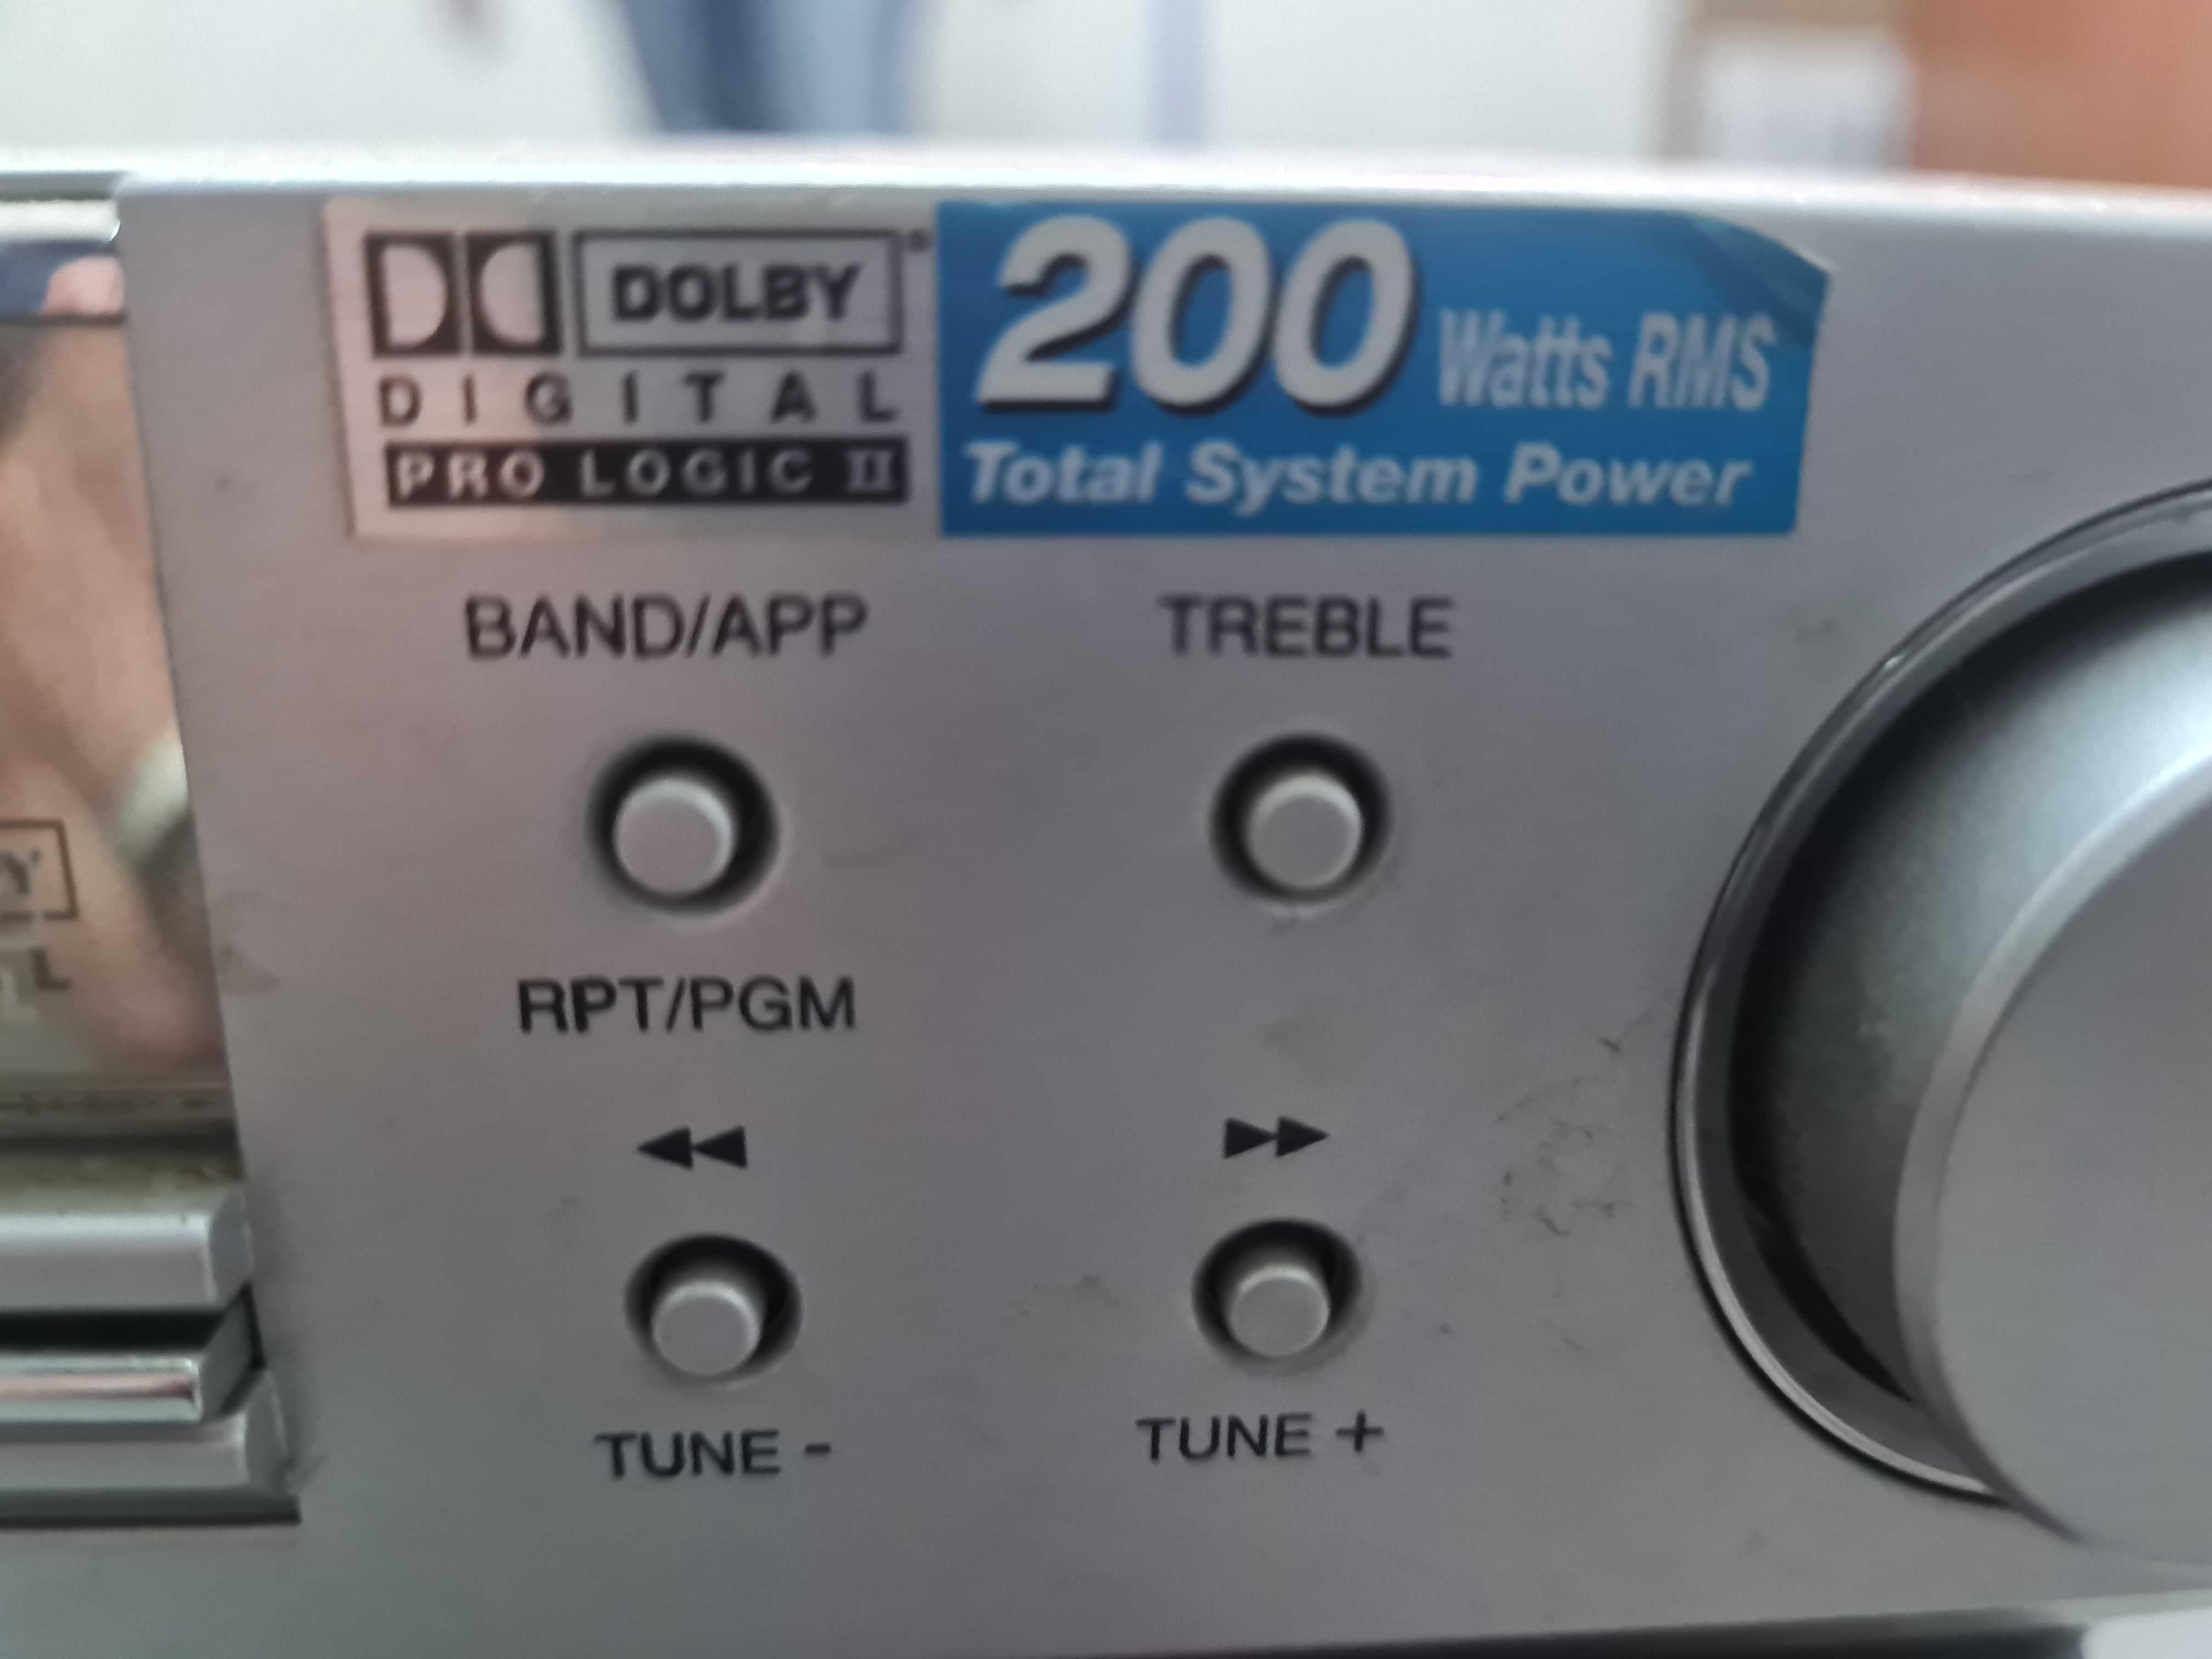 DOLBY
DIGITAL
PRO LOGIC II
200 Watts RMS
Total System Power
BAND/APP
TREBLE
RPT/PGM
TUNE -
TUNE +